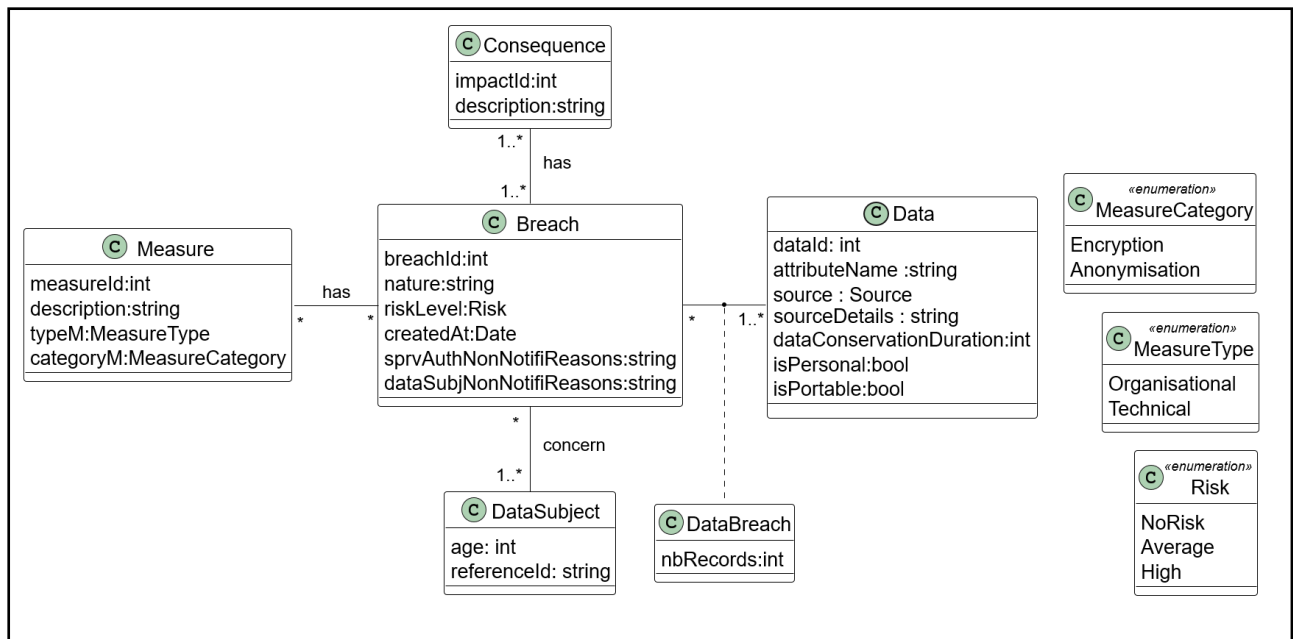 C Consequence
impactId:int
description:string
1..*
has
1..*
C Measure
measureId:int
description:string
typeM:MeasureType
categoryM:MeasureCategory
has
*
*
C Breach
breachId:int
nature:string
riskLevel:Risk
createdAt:Date
sprvAuthNonNotifiReasons:string
dataSubjNonNotifiReasons:string
*
1..*
C Data
dataId: int
attributeName :string
source : Source
sourceDetails : string
dataConservationDuration:int
isPersonal:bool
isPortable:bool
*
concern
1..*
C DataSubject
age: int
referenceId: string
C DataBreach
nbRecords:int
«enumeration»
C MeasureCategory
Encryption
Anonymisation
«enumeration»
C MeasureType
Organisational
Technical
«enumeration»
C Risk
NoRisk
Average
High